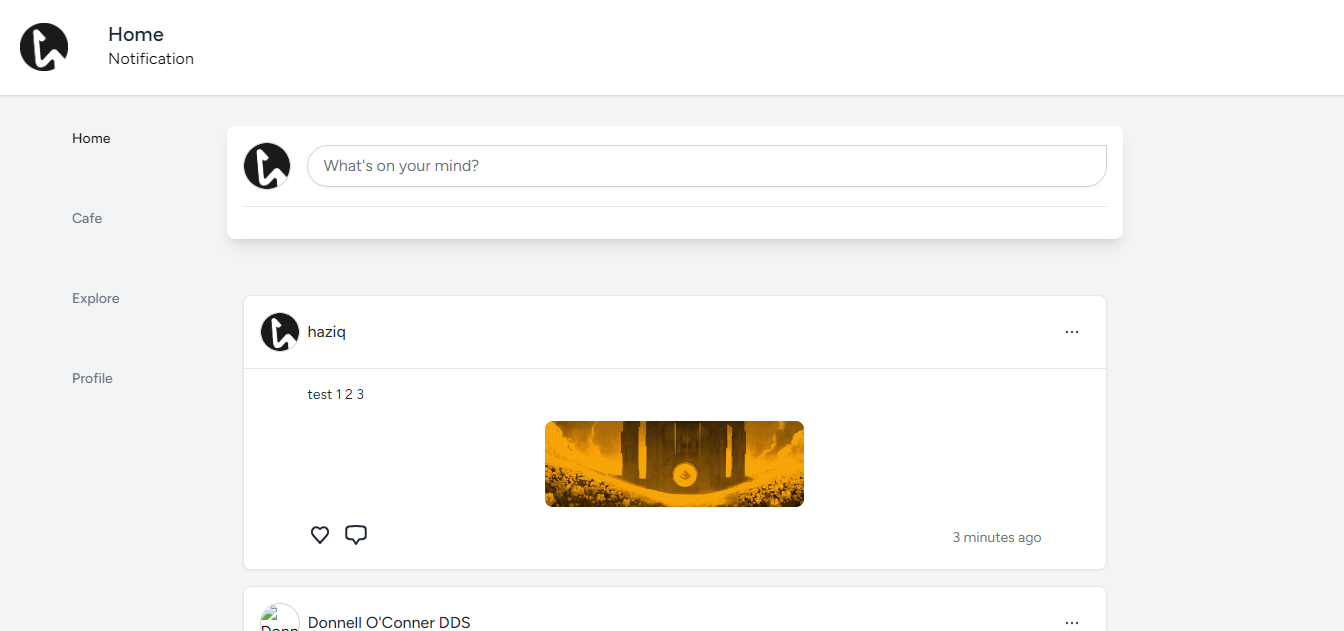 Home
Notification
Home
Cafe
Explore
Profile
What's on your mind?
haziq
...
test 1 2 3
3 minutes ago
Donnell O'Conner DDS
...